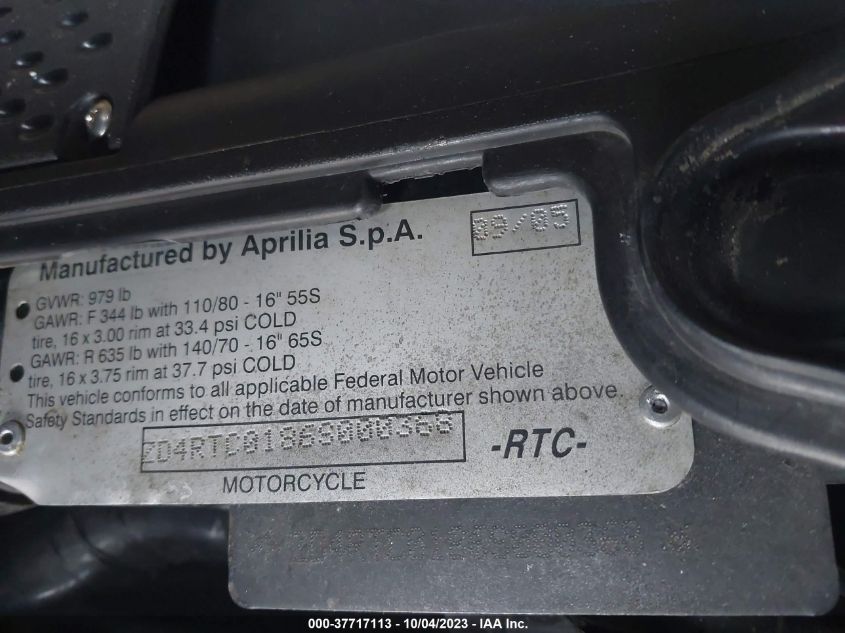 Manufactured by Aprilia S.p.A.
09/05
GVWR: 979 lb
GAWR: F 344 lb with 110/80 - 16" 55S
tire, 16 x 3.00 rim at 33.4 psi COLD
GAWR: R 635 lb with 140/70 - 16" 65S
tire, 16 x 3.75 rim at 37.7 psi COLD
This vehicle conforms to all applicable Federal Motor Vehicle
Safety Standards in effect on the date of manufacturer shown above
ZD4RTC0186S000368
-RTC-
MOTORCYCLE
000-37717113 - 10/04/2023 - IAA Inc.